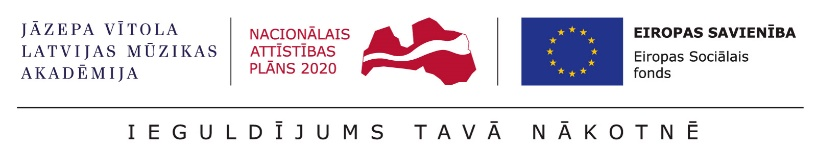 JĀZEPA VĪTOLA
LATVIJAS MŪZIKAS
AKADĒMIJA
NACIONĀLAIS
ATTĪSTĪBAS
PLĀNS 2020
EIROPAS SAVIENĪBA
Eiropas Sociālais
fonds
IEGULDĪJUMS TAVĀ NĀKOTNĒ